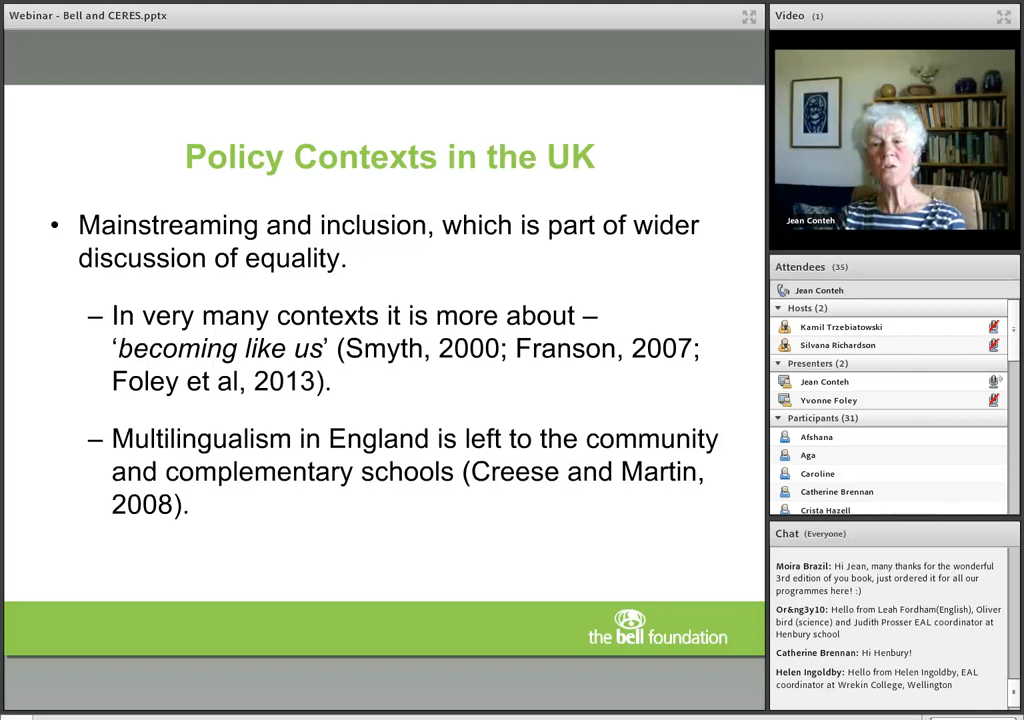 Webinar - Bell and CERES.pptx
Policy Contexts in the UK
• Mainstreaming and inclusion, which is part of wider
discussion of equality.
– In very many contexts it is more about –
‘becoming like us’ (Smyth, 2000; Franson, 2007;
Foley et al, 2013).
– Multilingualism in England is left to the community
and complementary schools (Creese and Martin,
2008).
the bell foundation
Video (1)
Jean Conteh
Attendees (35)
Jean Conteh
Hosts (2)
Kamil Trzebiatowski
Silvana Richardson
Presenters (2)
Jean Conteh
Yvonne Foley
Participants (31)
Afshana
Aga
Caroline
Catherine Brennan
Crista Hazell
Chat (Everyone)
Moira Brazil: Hi Jean, many thanks for the wonderful
3rd edition of you book, just ordered it for all our
programmes here! :)
Or&ng3y10: Hello from Leah Fordham(English), Oliver
bird (science) and Judith Prosser EAL coordinator at
Henbury school
Catherine Brennan: Hi Henbury!
Helen Ingoldby: Hello from Helen Ingoldby, EAL
coordinator at Wrekin College, Wellington